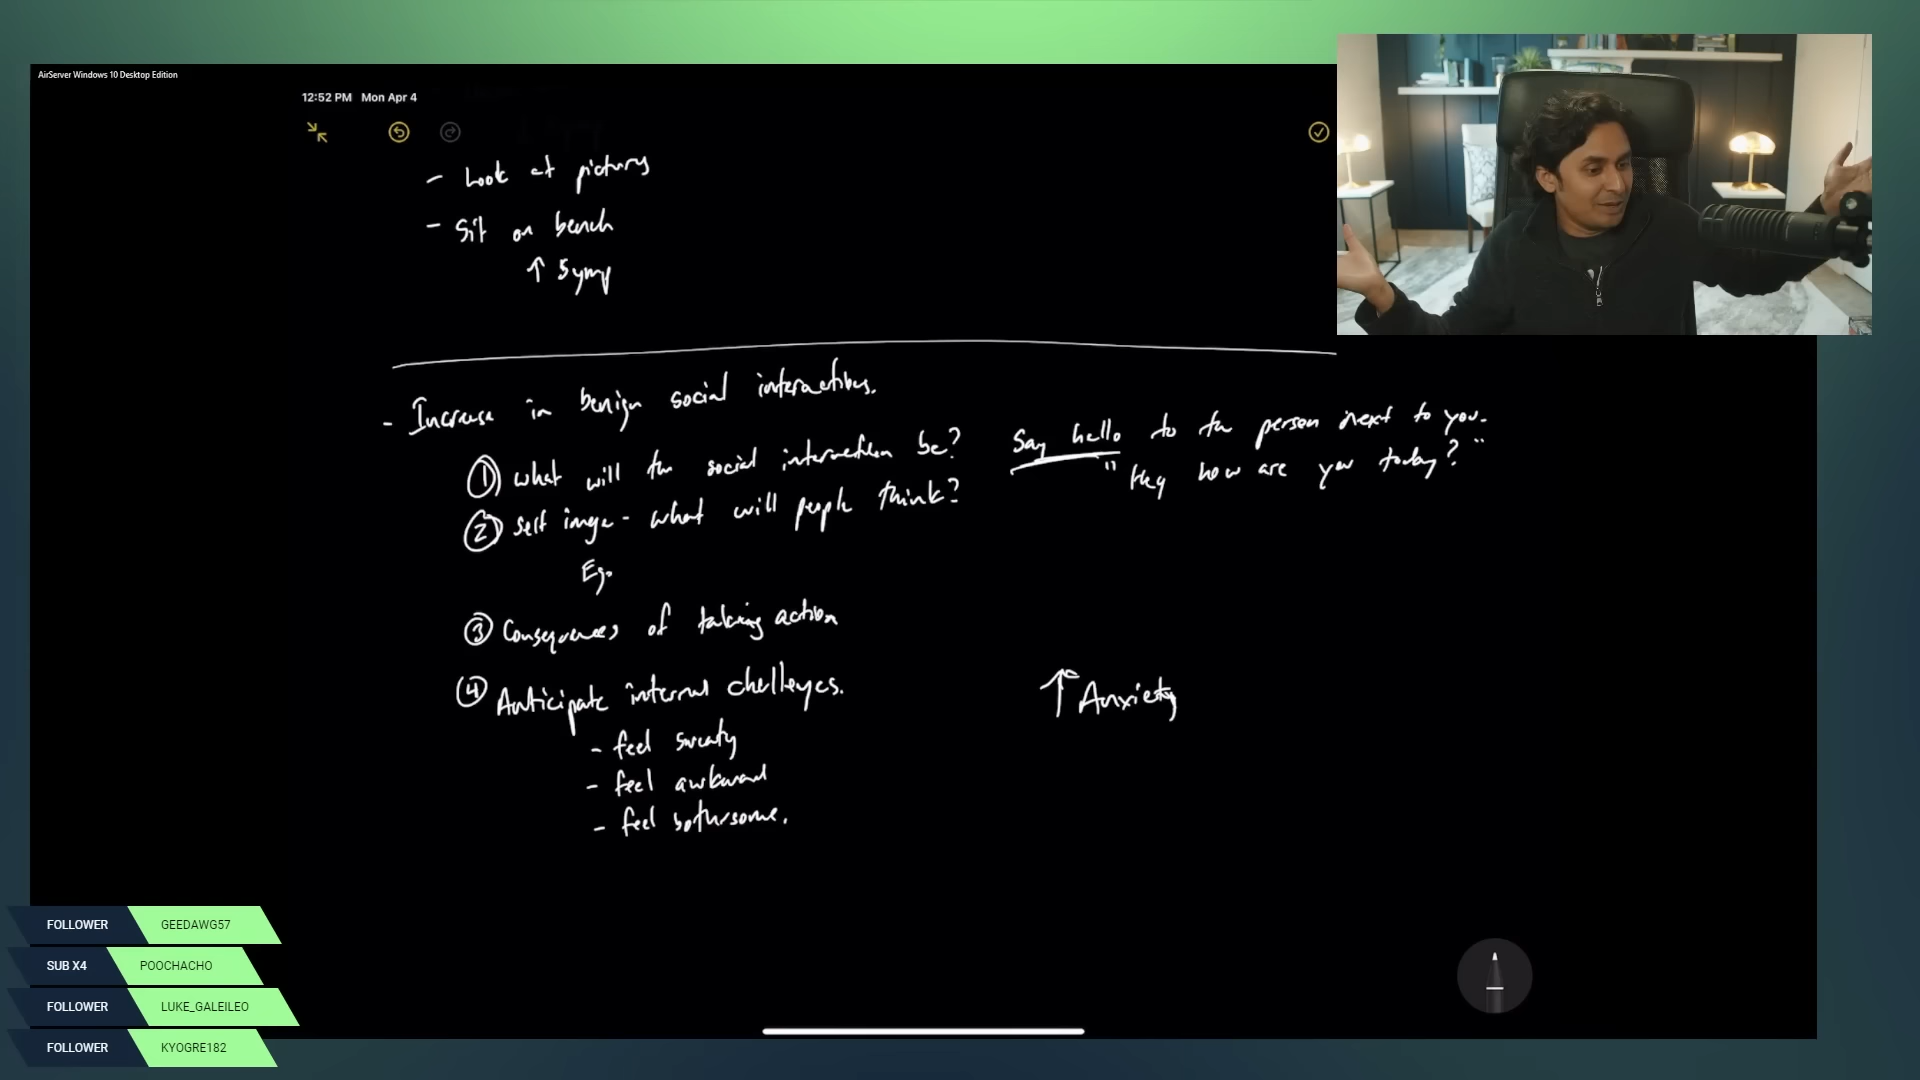 AirServer Windows 10 Desktop Edition
12:52 PM Mon Apr 4
- Look at pictures
- Sit on bench
↑ Symp
- Increase in benign social interactions.
① what will the social interaction be?
Say hello to the person next to you.
"Hey how are you today?"
② self image - what will people think?
Eg.
③ Consequences of taking action
④ Anticipate internal challenges.
- feel sweaty
- feel awkward
- feel bothersome.
↑ Anxiety
FOLLOWER GEEDAWG57
SUB X4 POOCHACHO
FOLLOWER LUKE_GALEILEO
FOLLOWER KYOGRE182